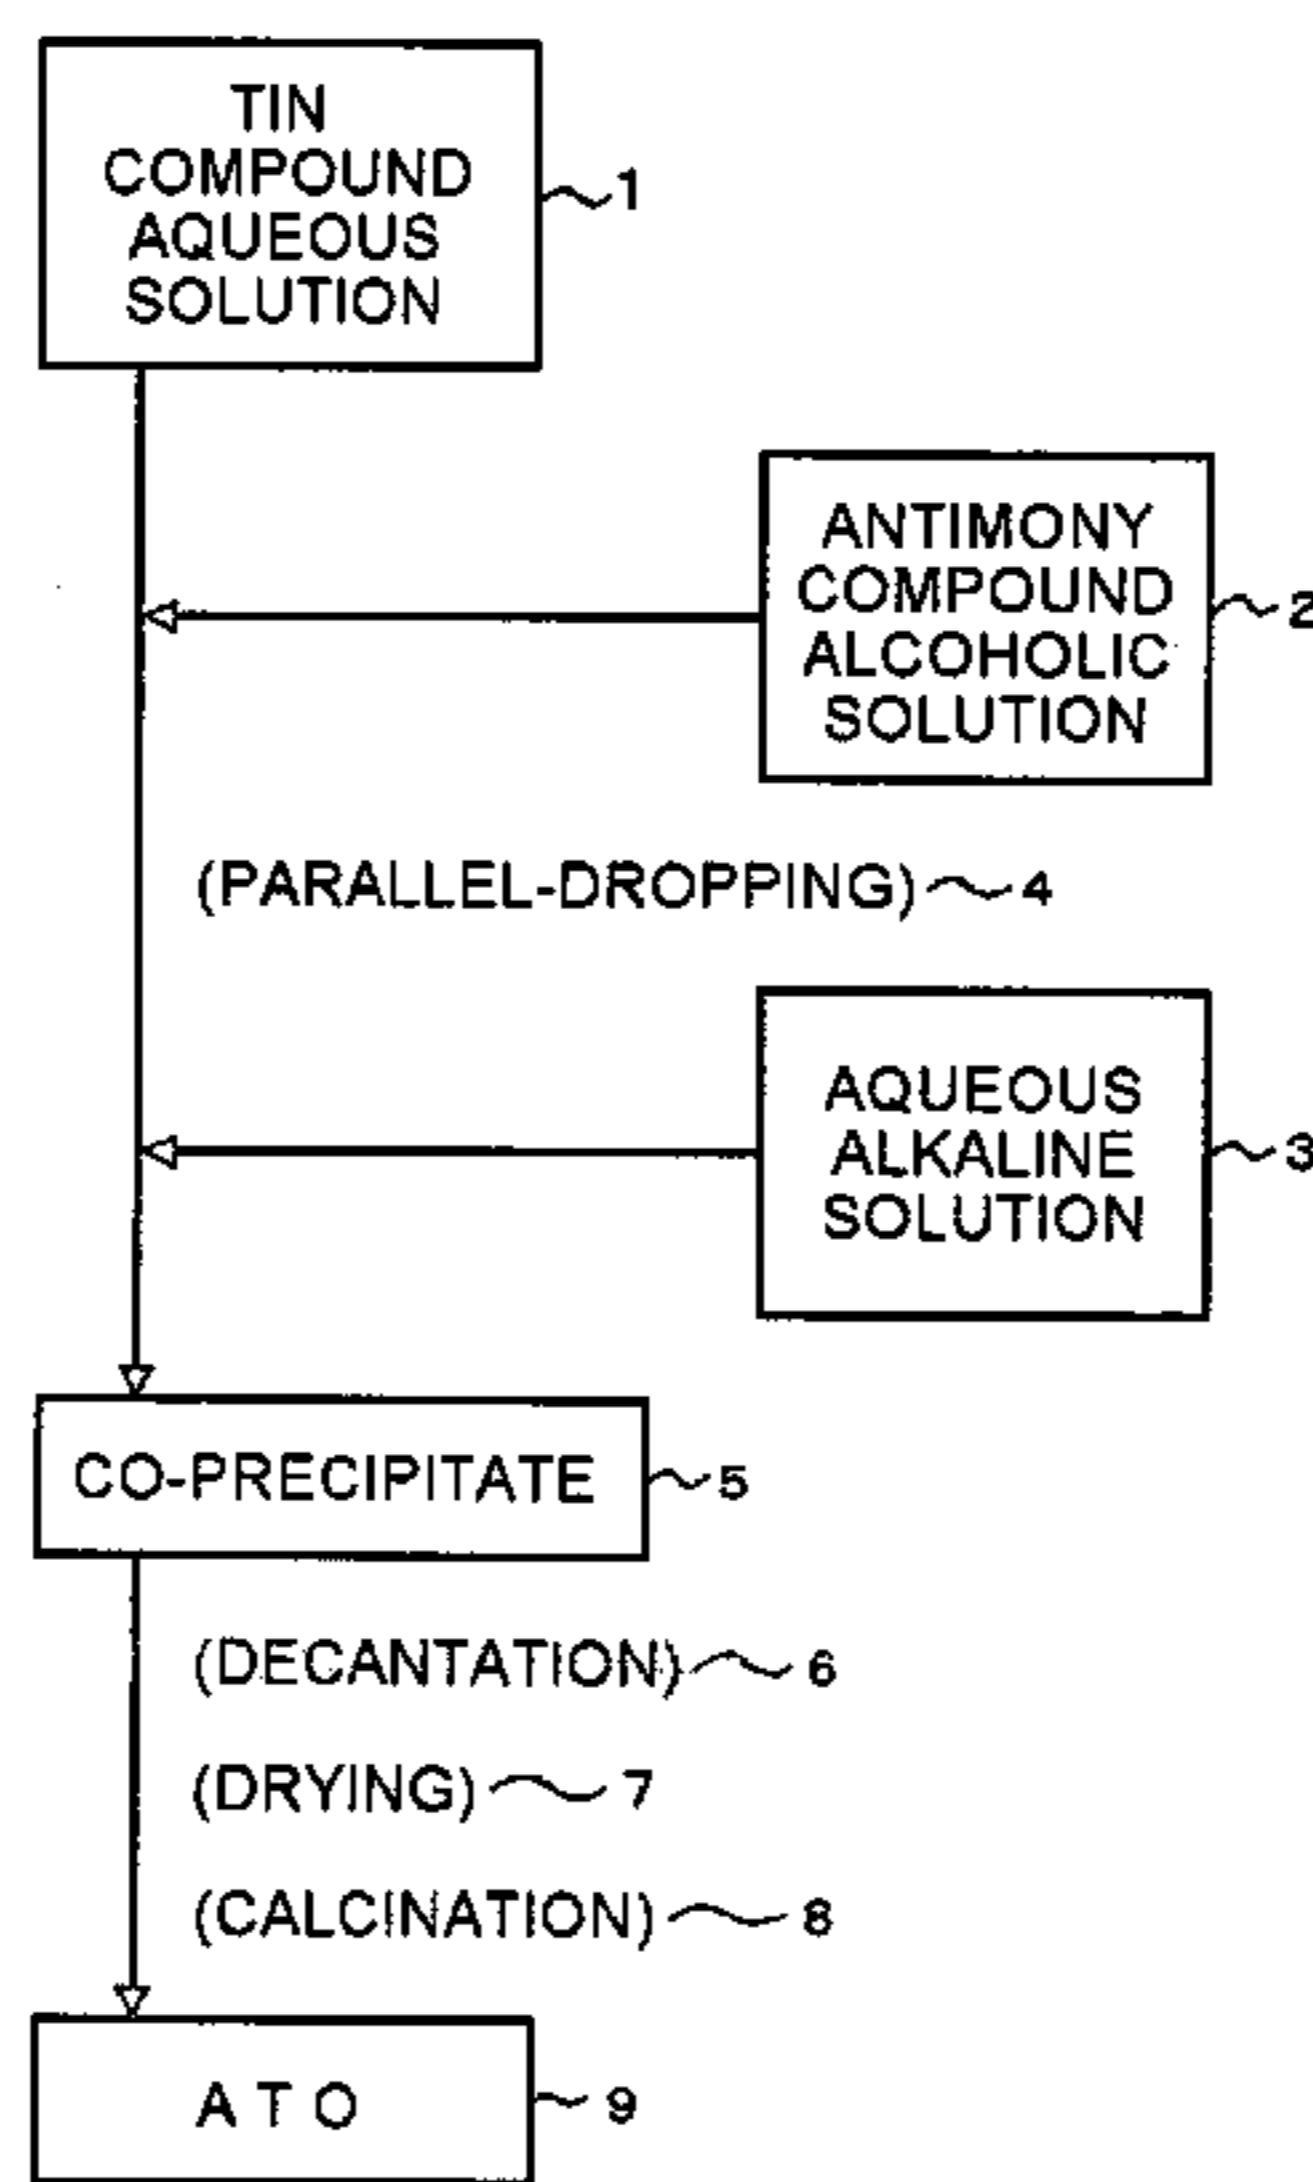 TIN
COMPOUND
AQUEOUS
SOLUTION
1
ANTIMONY
COMPOUND
ALCOHOLIC
SOLUTION
2
(PARALLEL-DROPPING) 4
AQUEOUS
ALKALINE
SOLUTION
3
CO-PRECIPITATE 5
(DECANTATION) 6
(DRYING) 7
(CALCINATION) 8
A T O 9